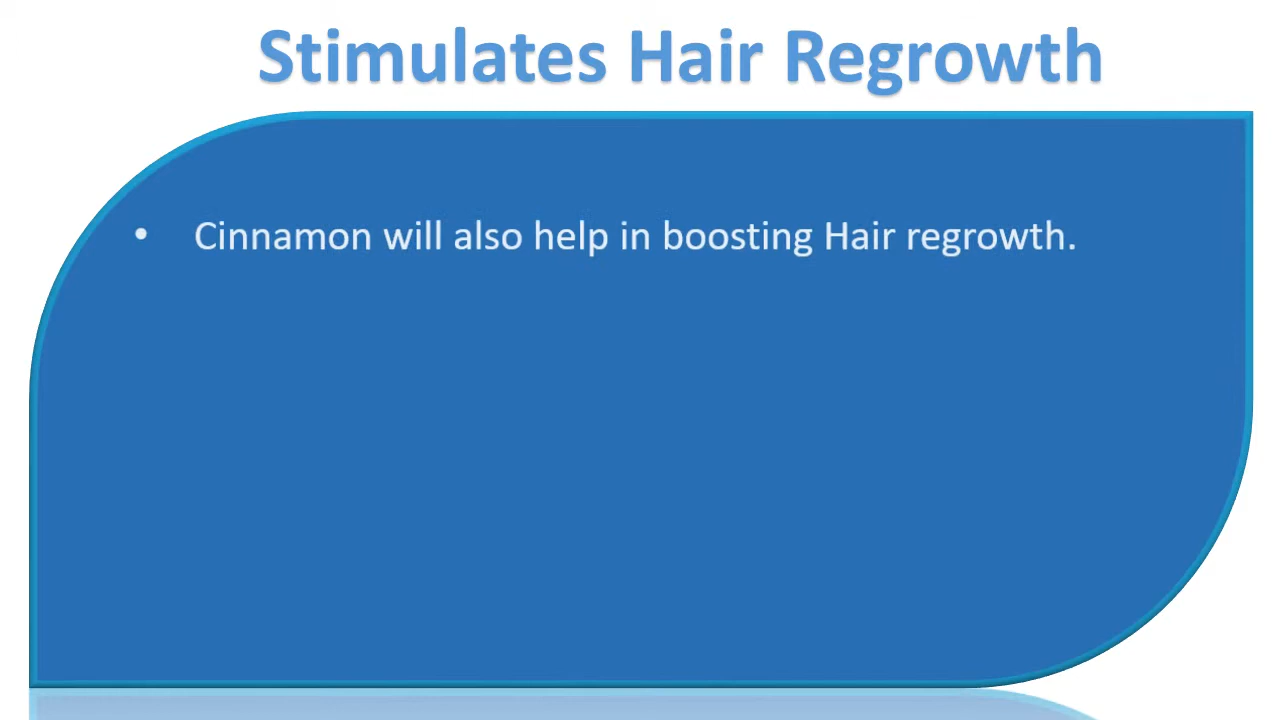 Stimulates Hair Regrowth
• Cinnamon will also help in boosting Hair regrowth.